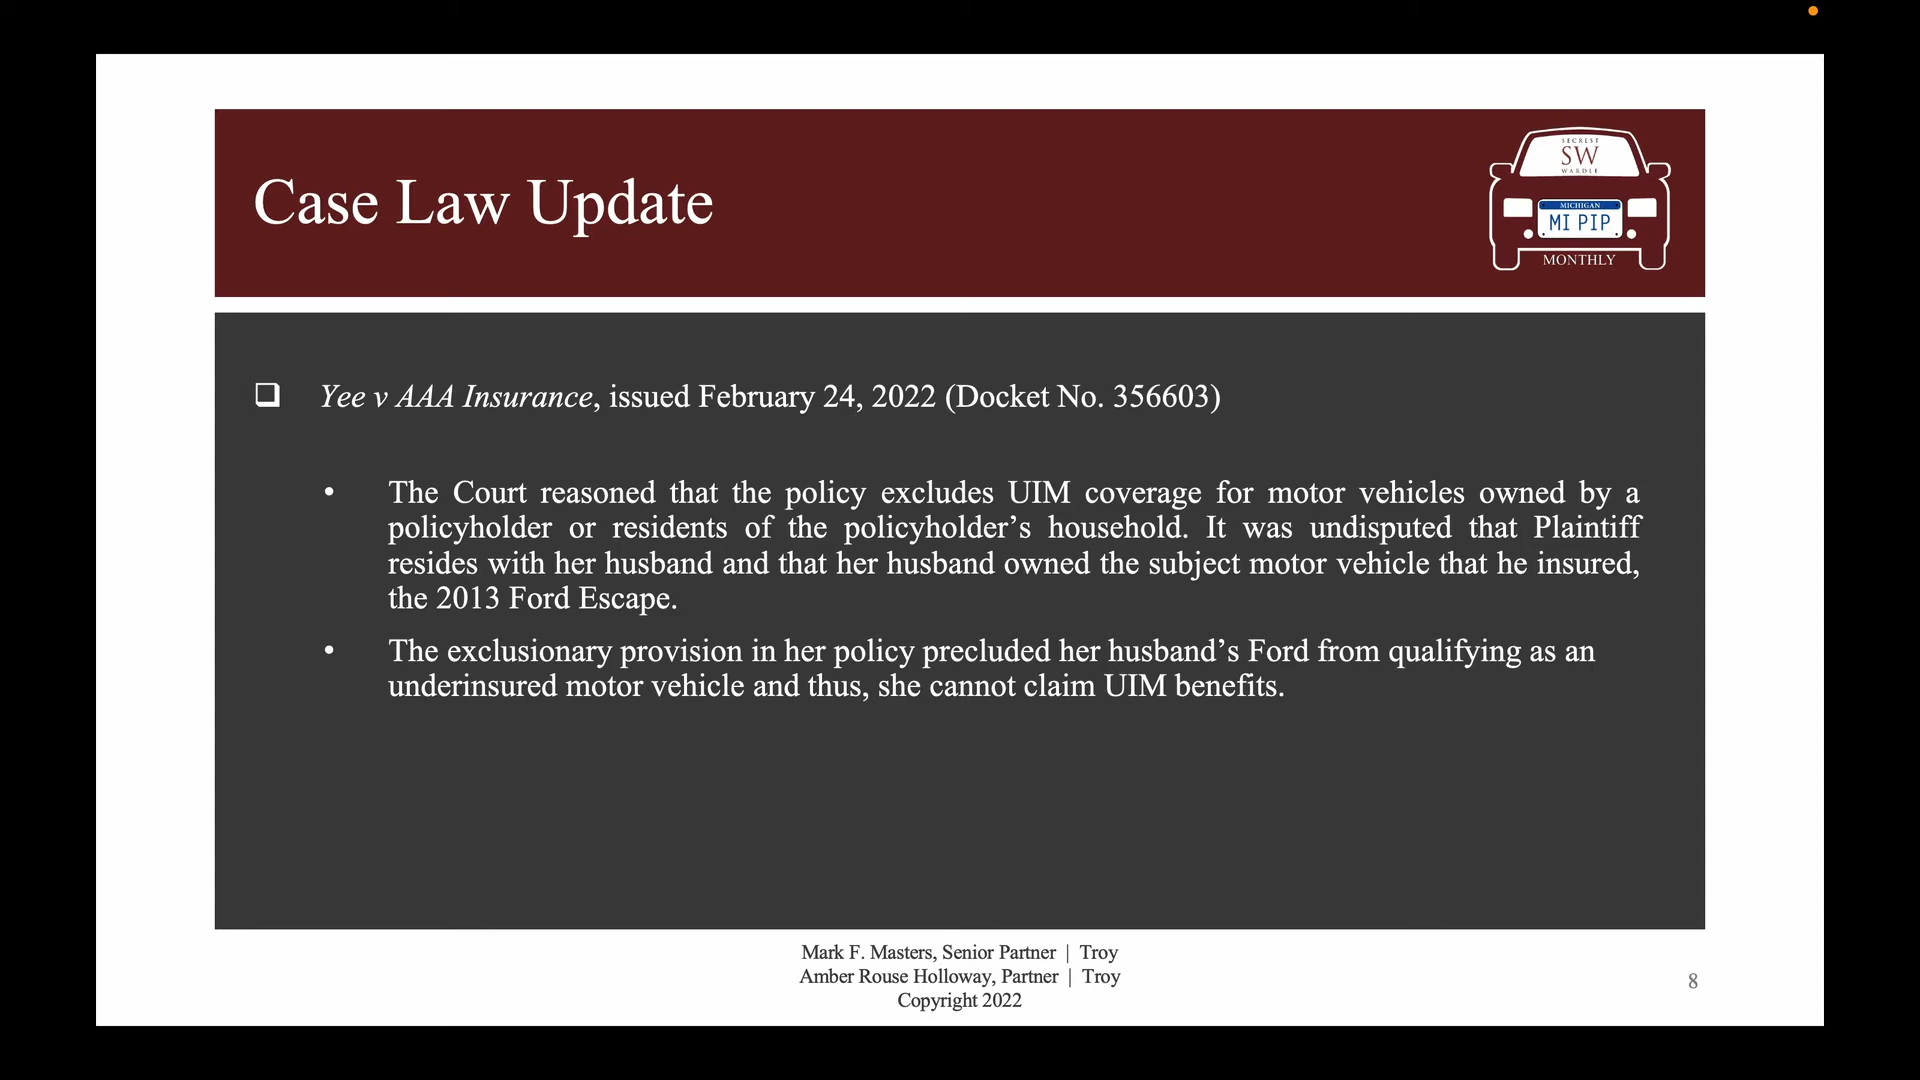 Case Law Update
SECREST
SW
WARDLE
MICHIGAN
MI PIP
MONTHLY
❑ Yee v AAA Insurance, issued February 24, 2022 (Docket No. 356603)
• The Court reasoned that the policy excludes UIM coverage for motor vehicles owned by a
policyholder or residents of the policyholder’s household. It was undisputed that Plaintiff
resides with her husband and that her husband owned the subject motor vehicle that he insured,
the 2013 Ford Escape.
• The exclusionary provision in her policy precluded her husband’s Ford from qualifying as an
underinsured motor vehicle and thus, she cannot claim UIM benefits.
Mark F. Masters, Senior Partner | Troy
Amber Rouse Holloway, Partner | Troy
Copyright 2022
8